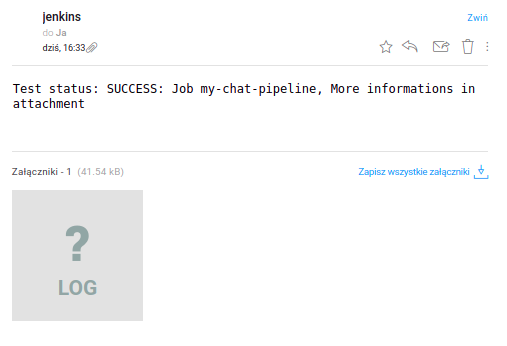 jenkins
Zwiń
do Ja
dziś, 16:33
Test status: SUCCESS: Job my-chat-pipeline, More informations in
attachment
Załączniki - 1 (41.54 kB)
Zapisz wszystkie załączniki
?
LOG